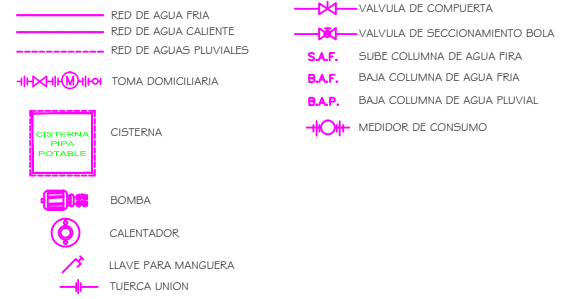 RED DE AGUA FRIA
RED DE AGUA CALIENTE
RED DE AGUAS PLUVIALES
M TOMA DOMICILIARIA
CISTERNA
PIPA
POTABLE
CISTERNA
BOMBA
CALENTADOR
LLAVE PARA MANGUERA
TUERCA UNION
VALVULA DE COMPUERTA
VALVULA DE SECCIONAMIENTO BOLA
S.A.F. SUBE COLUMNA DE AGUA FIRA
B.A.F. BAJA COLUMNA DE AGUA FRIA
B.A.P. BAJA COLUMNA DE AGUA PLUVIAL
MEDIDOR DE CONSUMO